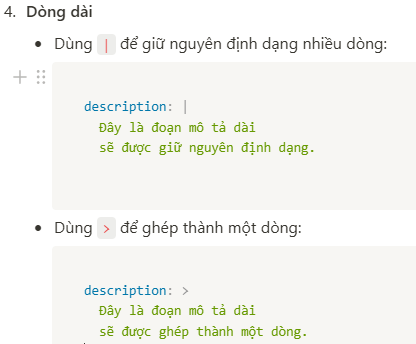 4. Dòng dài
• Dùng | để giữ nguyên định dạng nhiều dòng:
description: |
Đây là đoạn mô tả dài
sẽ được giữ nguyên định dạng.
• Dùng > để ghép thành một dòng:
description: >
Đây là đoạn mô tả dài
sẽ được ghép thành một dòng.